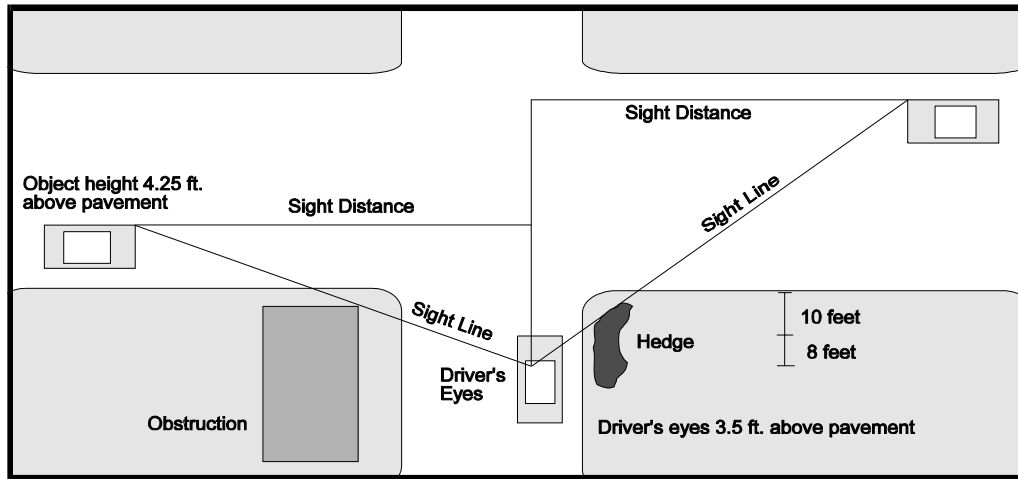 Sight Distance
Object height 4.25 ft.
above pavement
Sight Distance
Sight Line
Sight Line
10 feet
Hedge
8 feet
Driver's
Eyes
Obstruction
Driver's eyes 3.5 ft. above pavement